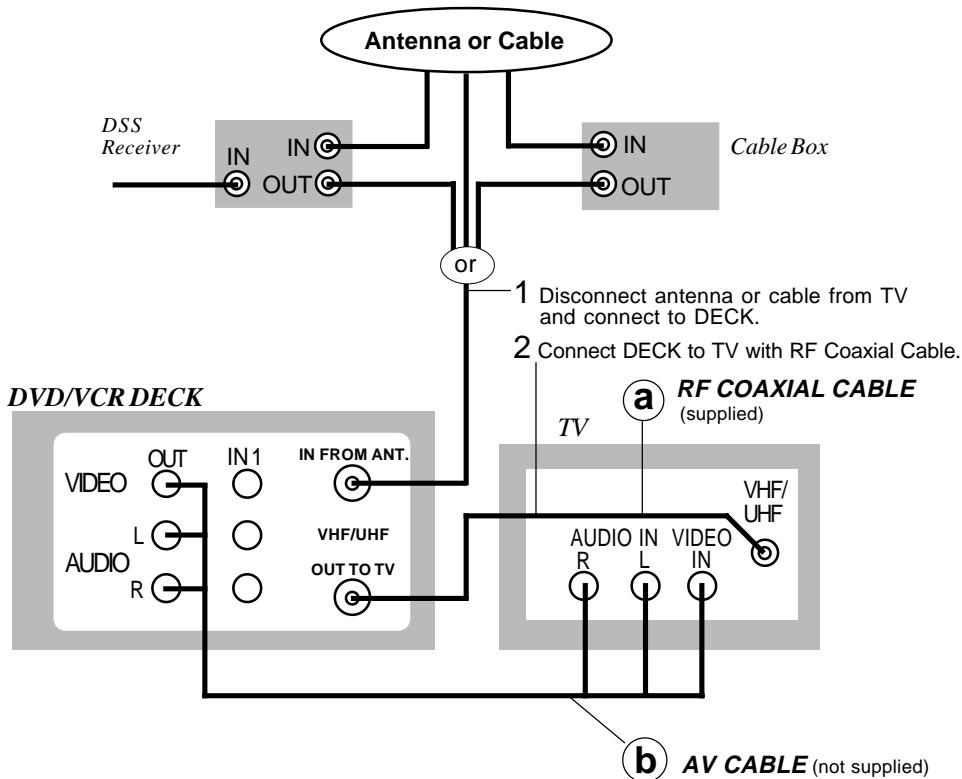 Antenna or Cable
DSS
Receiver
IN
IN
OUT
IN
OUT
Cable Box
or
1 Disconnect antenna or cable from TV
and connect to DECK.
2 Connect DECK to TV with RF Coaxial Cable.
a RF COAXIAL CABLE
(supplied)
DVD/VCR DECK
OUT
IN 1
IN FROM ANT.
VIDEO
L
VHF/UHF
AUDIO
R
OUT TO TV
TV
VHF/
UHF
AUDIO IN
R
L
VIDEO
IN
b AV CABLE (not supplied)